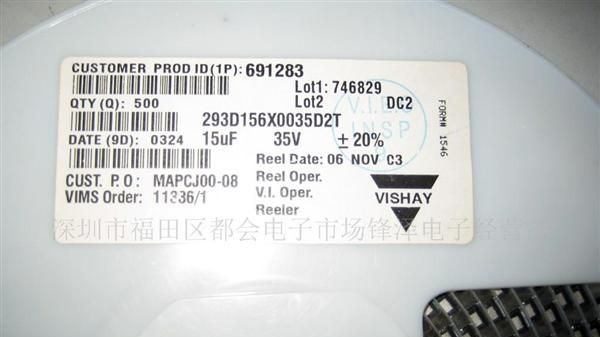 CUSTOMER PROD ID(1P): 691283
Lot1: 746829
Lot2 DC2
QTY (Q): 500
293D156X0035D2T
DATE (9D): 0324 15uF 35V ±20%
Reel Date: 06 NOV C3
CUST. P.O: MAPCJ00-08 Reel Oper.
VIMS Order: 11336/1 V.I. Oper.
Reeler
VISHAY
FORM# 1546
V.I.E.C
INSP
深圳市福田区都会电子市场锋泽电子经营